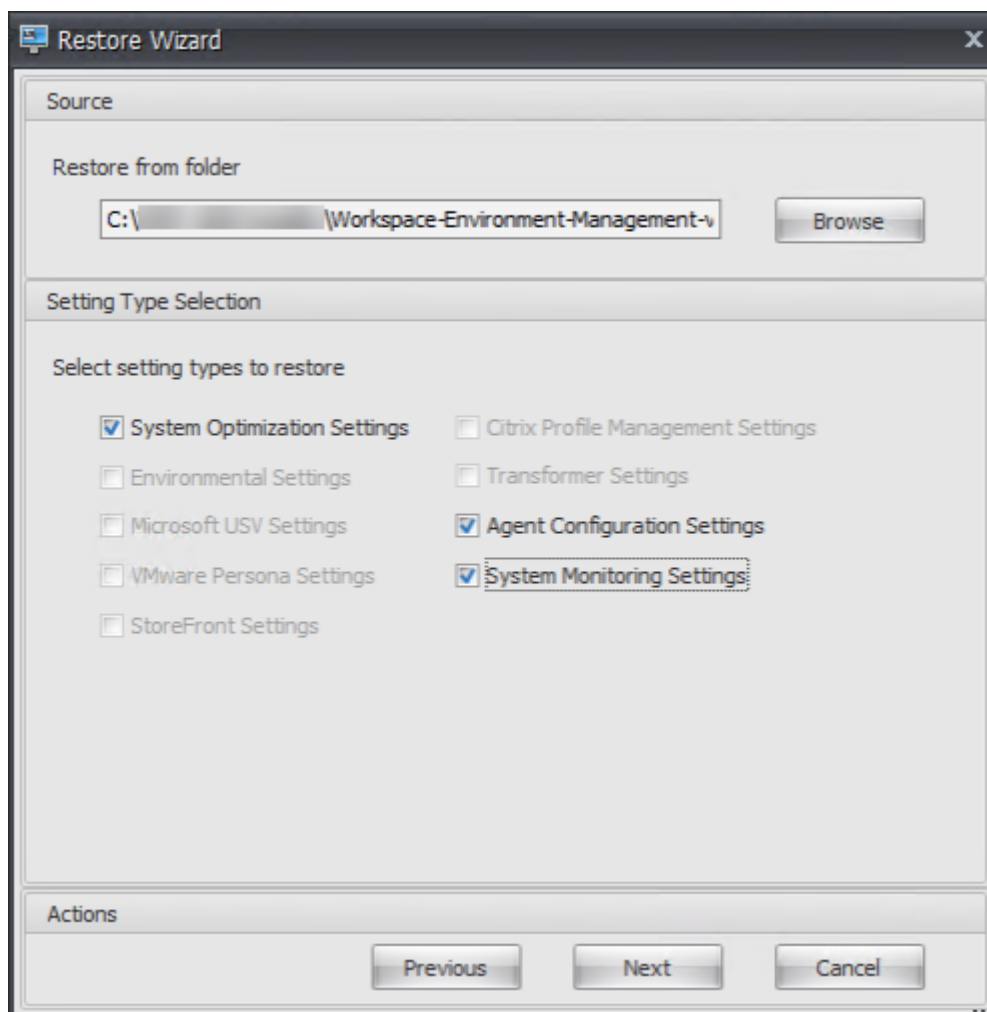 Restore Wizard
Source
Restore from folder
C:\ \Workspace-Environment-Management-v
Browse
Setting Type Selection
Select setting types to restore
System Optimization Settings
Citrix Profile Management Settings
Environmental Settings
Transformer Settings
Microsoft USV Settings
Agent Configuration Settings
VMware Persona Settings
System Monitoring Settings
StoreFront Settings
Actions
Previous
Next
Cancel